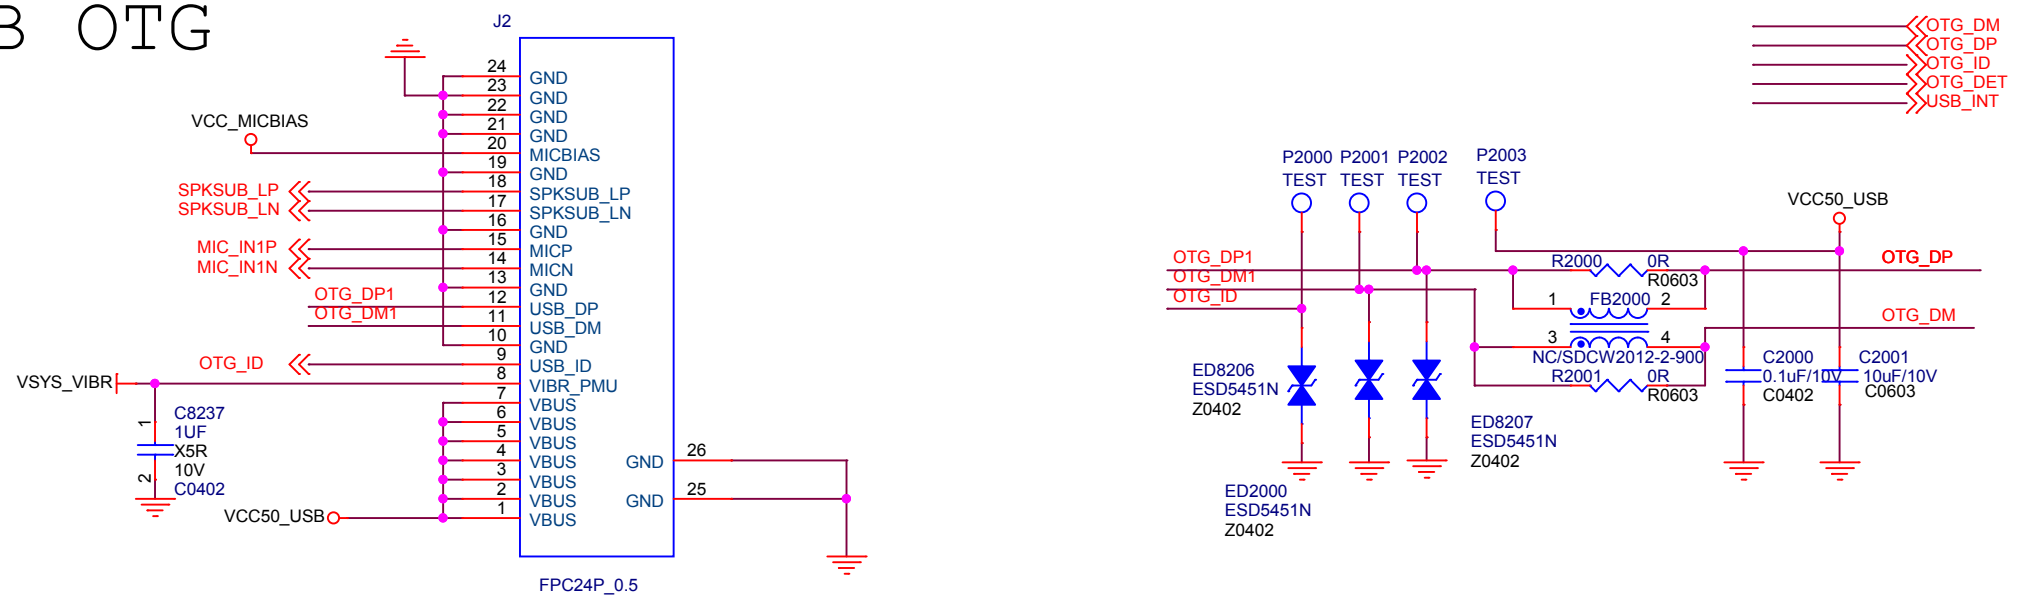 B OTG
J2
24 GND
23 GND
22 GND
21 GND
VCC_MICBIAS
20 MICBIAS
19 GND
SPKSUB_LP 18 SPKSUB_LP
SPKSUB_LN 17 SPKSUB_LN
16 GND
MIC_IN1P 15 MICP
MIC_IN1N 14 MICN
13 GND
OTG_DP1 12 USB_DP
OTG_DM1 11 USB_DM
10 GND
OTG_ID 9 USB_ID
VSYS_VIBR 8 VIBR_PMU
7 VBUS
6 VBUS
5 VBUS
4 VBUS
3 VBUS
2 VBUS
VCC50_USB 1 VBUS
1
2
C8237
1UF
X5R
10V
C0402
GND 26
GND 25
FPC24P_0.5
OTG_DM
OTG_DP
OTG_ID
OTG_DET
USB_INT
P2000 P2001 P2002 P2003
TEST TEST TEST TEST
VCC50_USB
OTG_DP1
OTG_DM1
OTG_ID
R2000 0R
R0603
1 FB2000 2
3 4
NC/SDCW2012-2-900
R2001 0R
R0603
OTG_DP
OTG_DM
ED8206
ESD5451N
Z0402
ED8207
ESD5451N
Z0402
ED2000
ESD5451N
Z0402
C2000
0.1uF/10V
C0402
C2001
10uF/10V
C0603